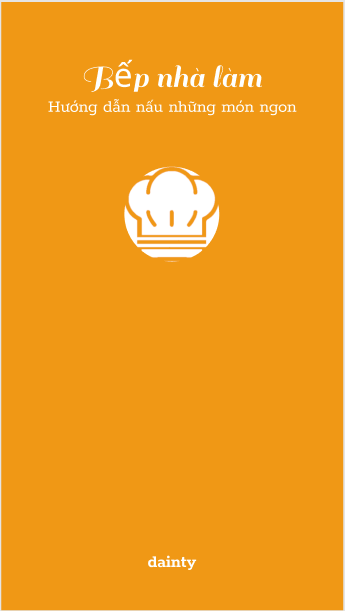 Bếp nhà làm
Hướng dẫn nấu những món ngon
dainty